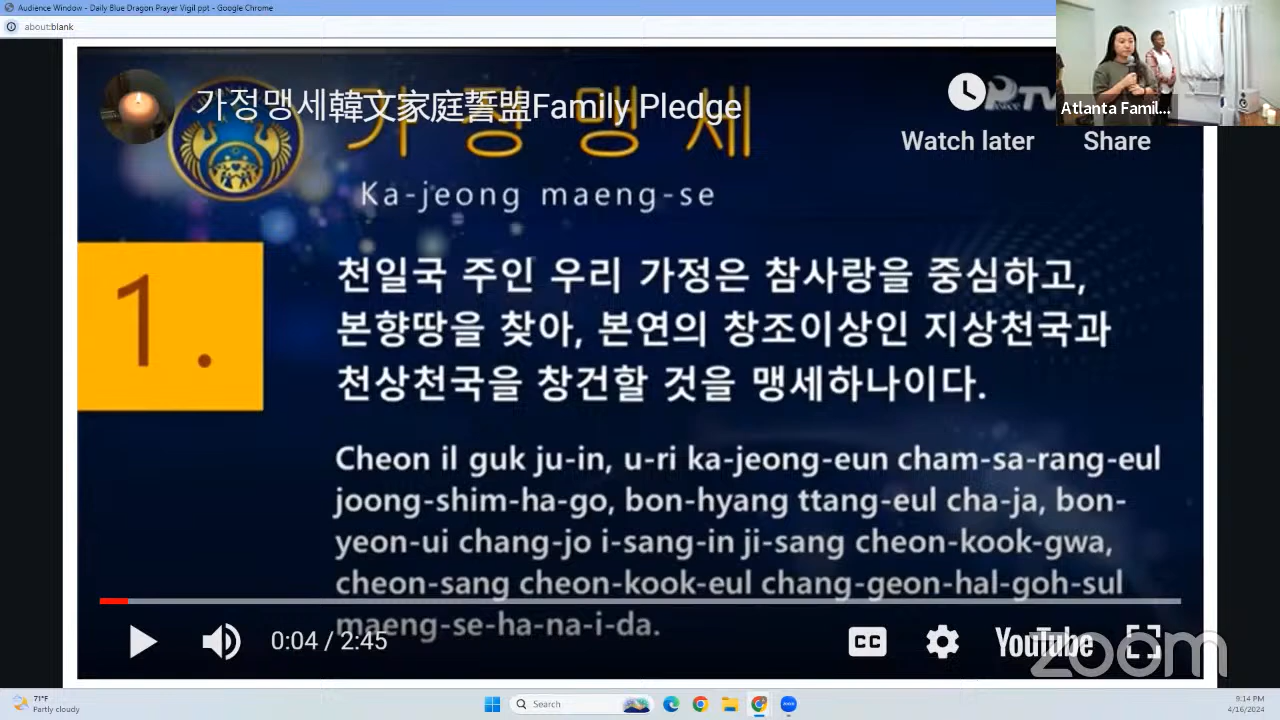 Audience Window - Daily Blue Dragon Prayer Vigil ppt - Google Chrome
about:blank
가정맹세韓文家庭誓盟Family Pledge
가정맹세
Watch later
Share
Atlanta Famil...
Ka-jeong maeng-se
1.
천일국 주인 우리 가정은 참사랑을 중심하고,
본향땅을 찾아, 본연의 창조이상인 지상천국과
천상천국을 창건할 것을 맹세하나이다.
Cheon il guk ju-in, u-ri ka-jeong-eun cham-sa-rang-eul
joong-shim-ha-go, bon-hyang ttang-eul cha-ja, bon-
yeon-ui chang-jo i-sang-in ji-sang cheon-kook-gwa,
cheon-sang cheon-kook-eul chang-geon-hal-goh-sul
maeng-se-ha-na-i-da.
0:04 / 2:45
CC
YouTube
zoom
71°F
Partly cloudy
Search
9:14 PM
4/16/2024